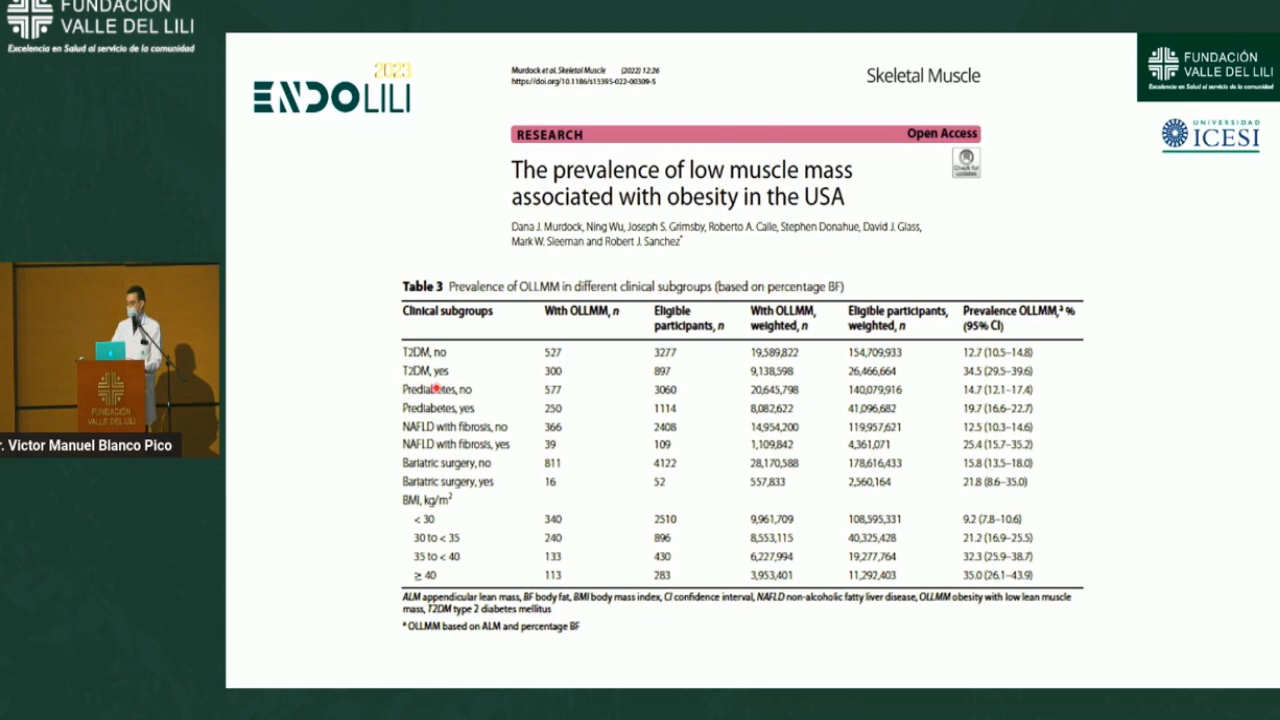 FUNDACIÓN
VALLE DEL LILI
Excelencia en Salud al servicio de la comunidad
2023
ENDOLILI
Murdock et al. Skeletal Muscle (2022) 12:26
https://doi.org/10.1186/s13395-022-00309-5
Skeletal Muscle
FUNDACIÓN
VALLE DEL LILI
Excelencia en Salud al servicio de la comunidad
UNIVERSIDAD
ICESI
RESEARCH Open Access
Check for
updates
The prevalence of low muscle mass
associated with obesity in the USA
Dana J. Murdock, Ning Wu, Joseph S. Grimsby, Roberto A. Calle, Stephen Donahue, David J. Glass,
Mark W. Sleeman and Robert J. Sanchez*
Table 3 Prevalence of OLLMM in different clinical subgroups (based on percentage BF)
Clinical subgroups With OLLMM, n Eligible participants, n With OLLMM, weighted, n Eligible participants, weighted, n Prevalence OLLMM,ª % (95% CI)
T2DM, no 527 3277 19,589,822 154,709,933 12.7 (10.5–14.8)
T2DM, yes 300 897 9,138,598 26,466,664 34.5 (29.5–39.6)
Prediabetes, no 577 3060 20,645,798 140,079,916 14.7 (12.1–17.4)
Prediabetes, yes 250 1114 8,082,622 41,096,682 19.7 (16.6–22.7)
NAFLD with fibrosis, no 366 2408 14,954,200 119,957,621 12.5 (10.3–14.6)
NAFLD with fibrosis, yes 39 109 1,109,842 4,361,071 25.4 (15.7–35.2)
Bariatric surgery, no 811 4122 28,170,588 178,616,433 15.8 (13.5–18.0)
Bariatric surgery, yes 16 52 557,833 2,560,164 21.8 (8.6–35.0)
BMI, kg/m²
< 30 340 2510 9,961,709 108,595,331 9.2 (7.8–10.6)
30 to < 35 240 896 8,553,115 40,325,428 21.2 (16.9–25.5)
35 to < 40 133 430 6,227,994 19,277,764 32.3 (25.9–38.7)
≥ 40 113 283 3,953,401 11,292,403 35.0 (26.1–43.9)
ALM appendicular lean mass, BF body fat, BMI body mass index, CI confidence interval, NAFLD non-alcoholic fatty liver disease, OLLMM obesity with low lean muscle
mass, T2DM type 2 diabetes mellitus
ª OLLMM based on ALM and percentage BF
FUNDACIÓN
VALLE DEL LILI
r. Victor Manuel Blanco Pico